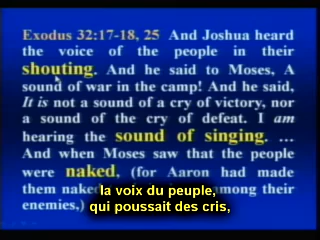 Exodus 32:17-18, 25 And Joshua heard
the voice of the people in their
shouting. And he said to Moses, A
sound of war in the camp! And he said,
It is not a sound of a cry of victory, nor
a sound of the cry of defeat. I am
hearing the sound of singing. ...
And when Moses saw that the people
were naked, (for Aaron had made
them among their
enemies,)
la voix du peuple,
qui poussait des cris,